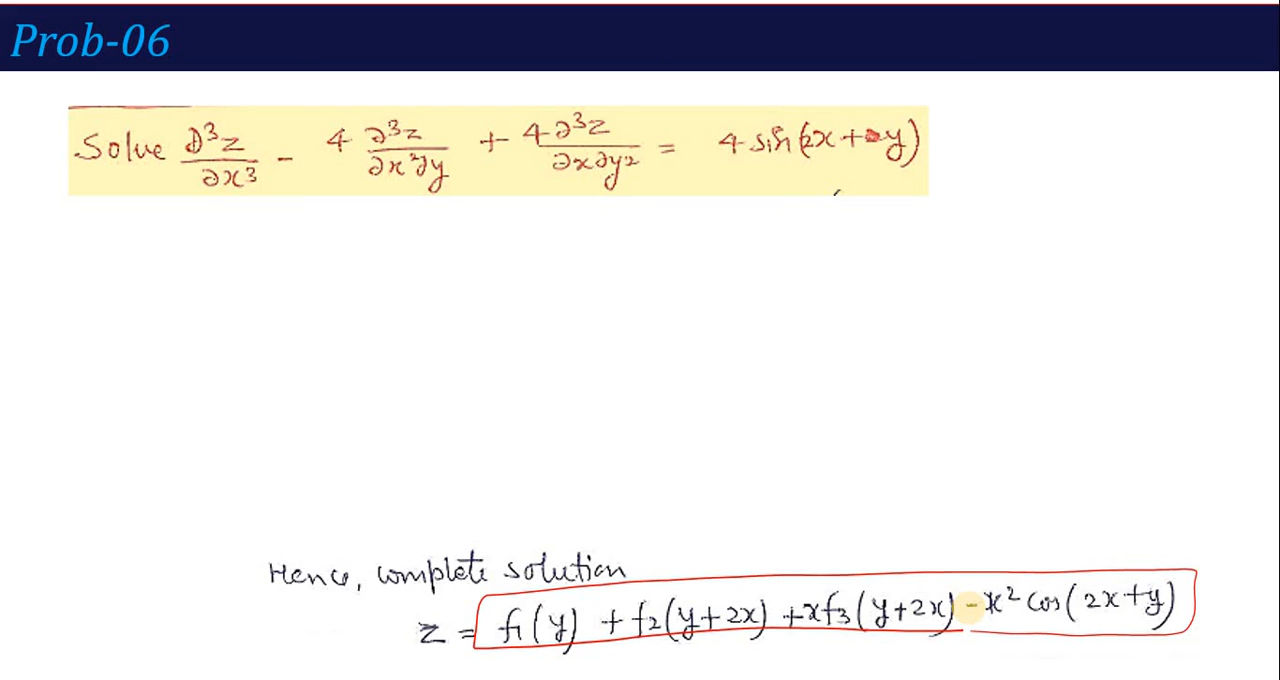 Prob-06
Solve ∂³z/∂x³ - 4 ∂³z/∂x²∂y + 4∂³z/∂x∂y² = 4 sin(2x+y)
Hence, complete solution
z = f₁(y) + f₂(y+2x) + xf₃(y+2x) - x² cos(2x+y)